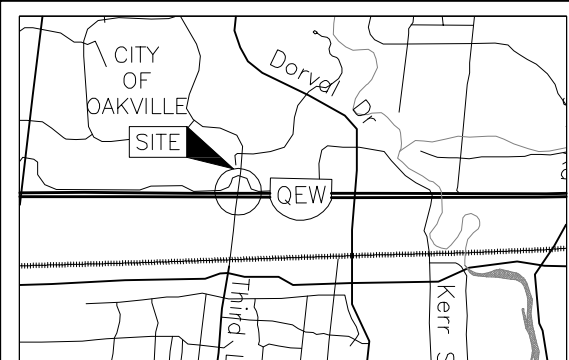 CITY
OF
OAKVILLE
Dorval Dr
SITE
QEW
Third L
Kerr S